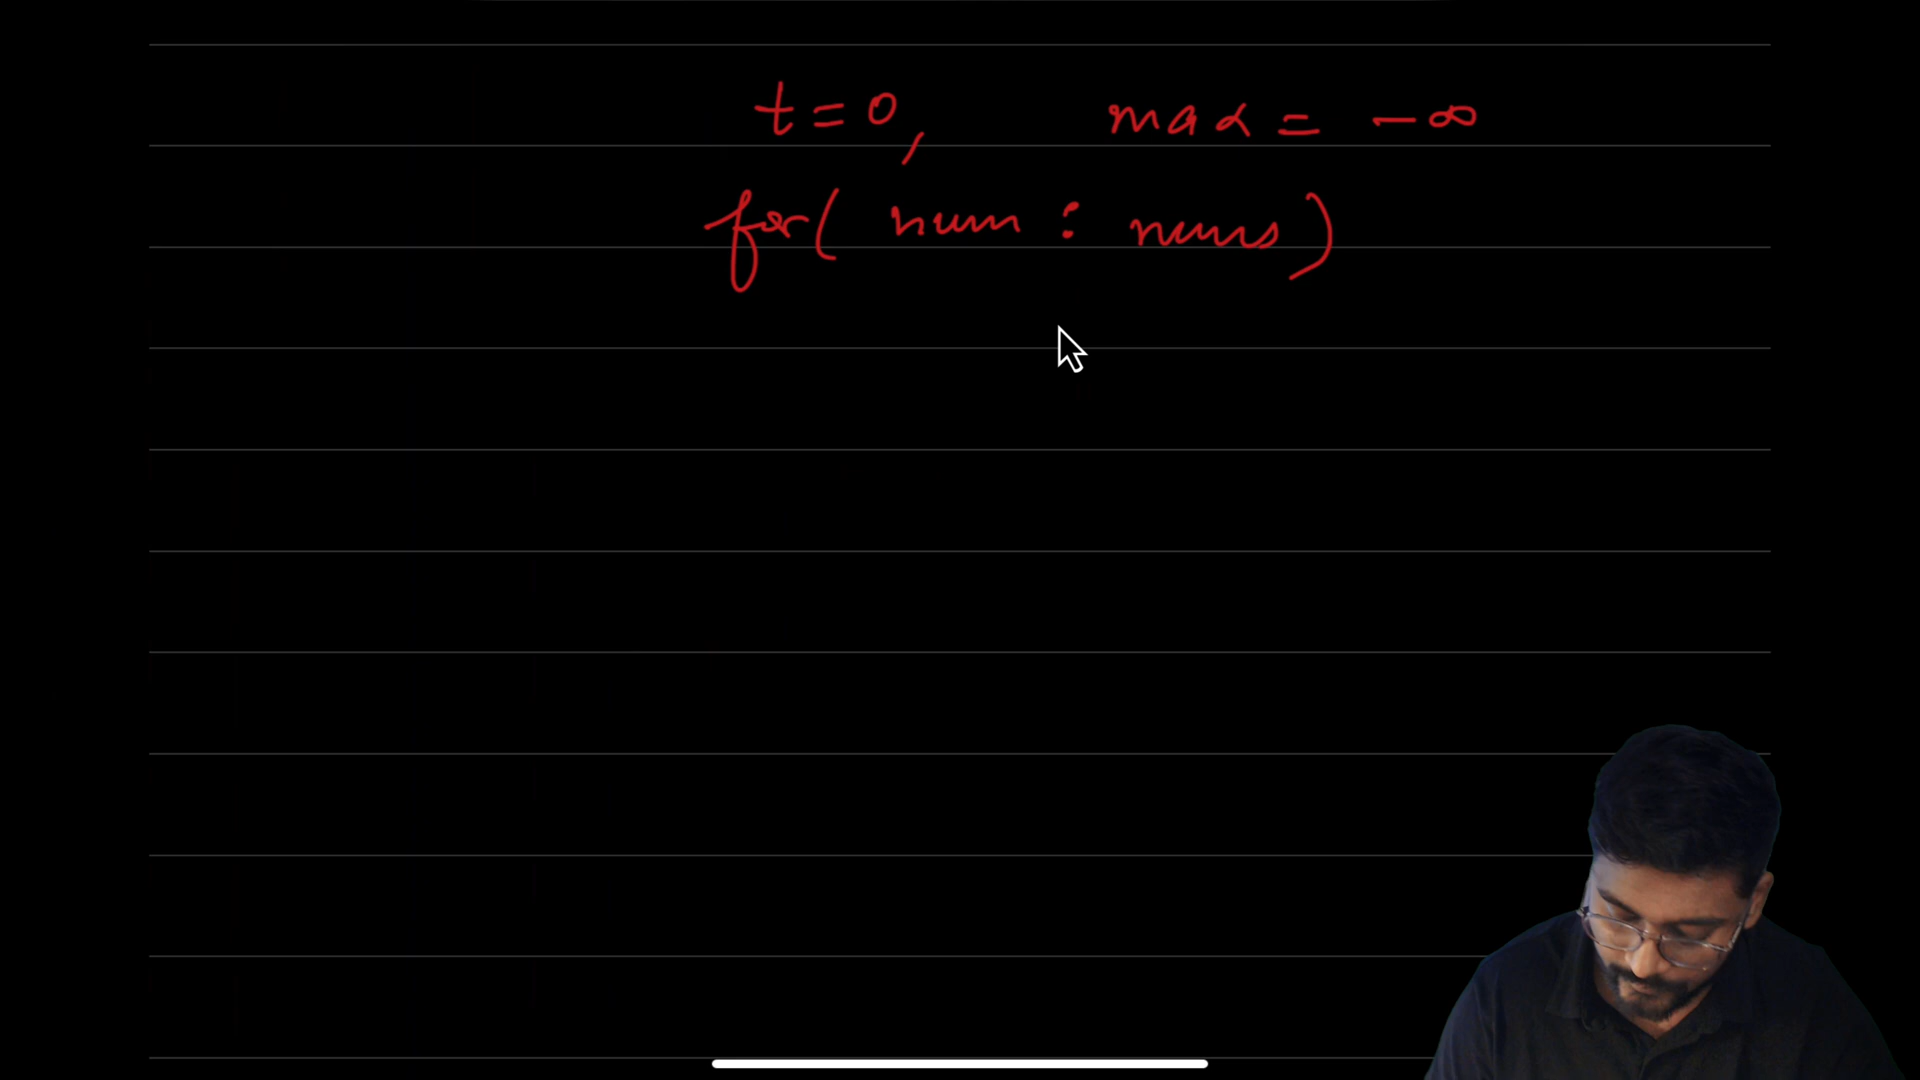 t = 0, max = -∞
for( num : nums )